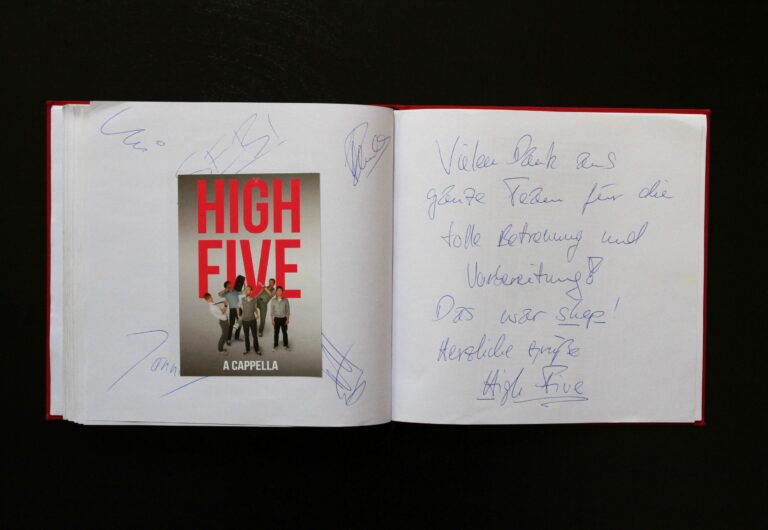 HIGH
FIVE
A CAPPELLA
Vielen Dank ans
ganze Team für die
tolle Betreuung und
Vorbereitung!
Das war
Herzliche Grüße
High Five